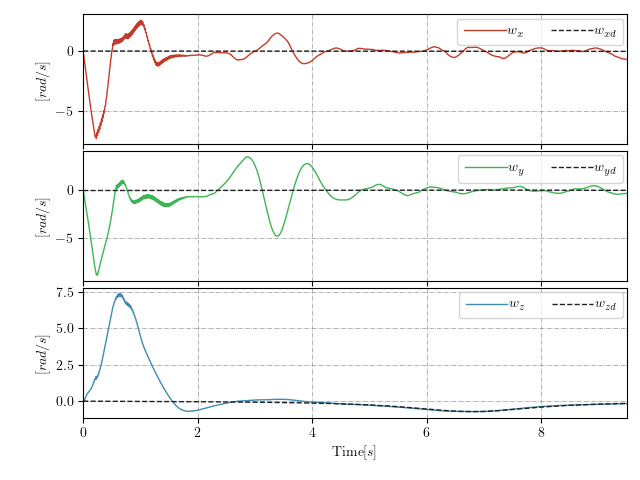 w_x w_xd
0
−5
[rad/s]
w_y w_yd
0
−5
[rad/s]
w_z w_zd
7.5
5.0
2.5
0.0
[rad/s]
0 2 4 6 8
Time[s]